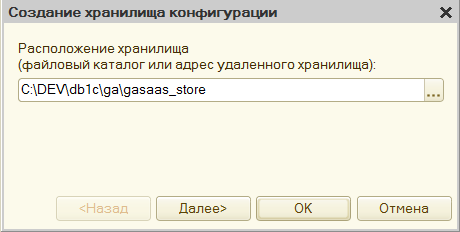 Создание хранилища конфигурации
Расположение хранилища
(файловый каталог или адрес удаленного хранилища):
C:\DEV\db1c\ga\gasaas_store
...
<Назад Далее> OK Отмена